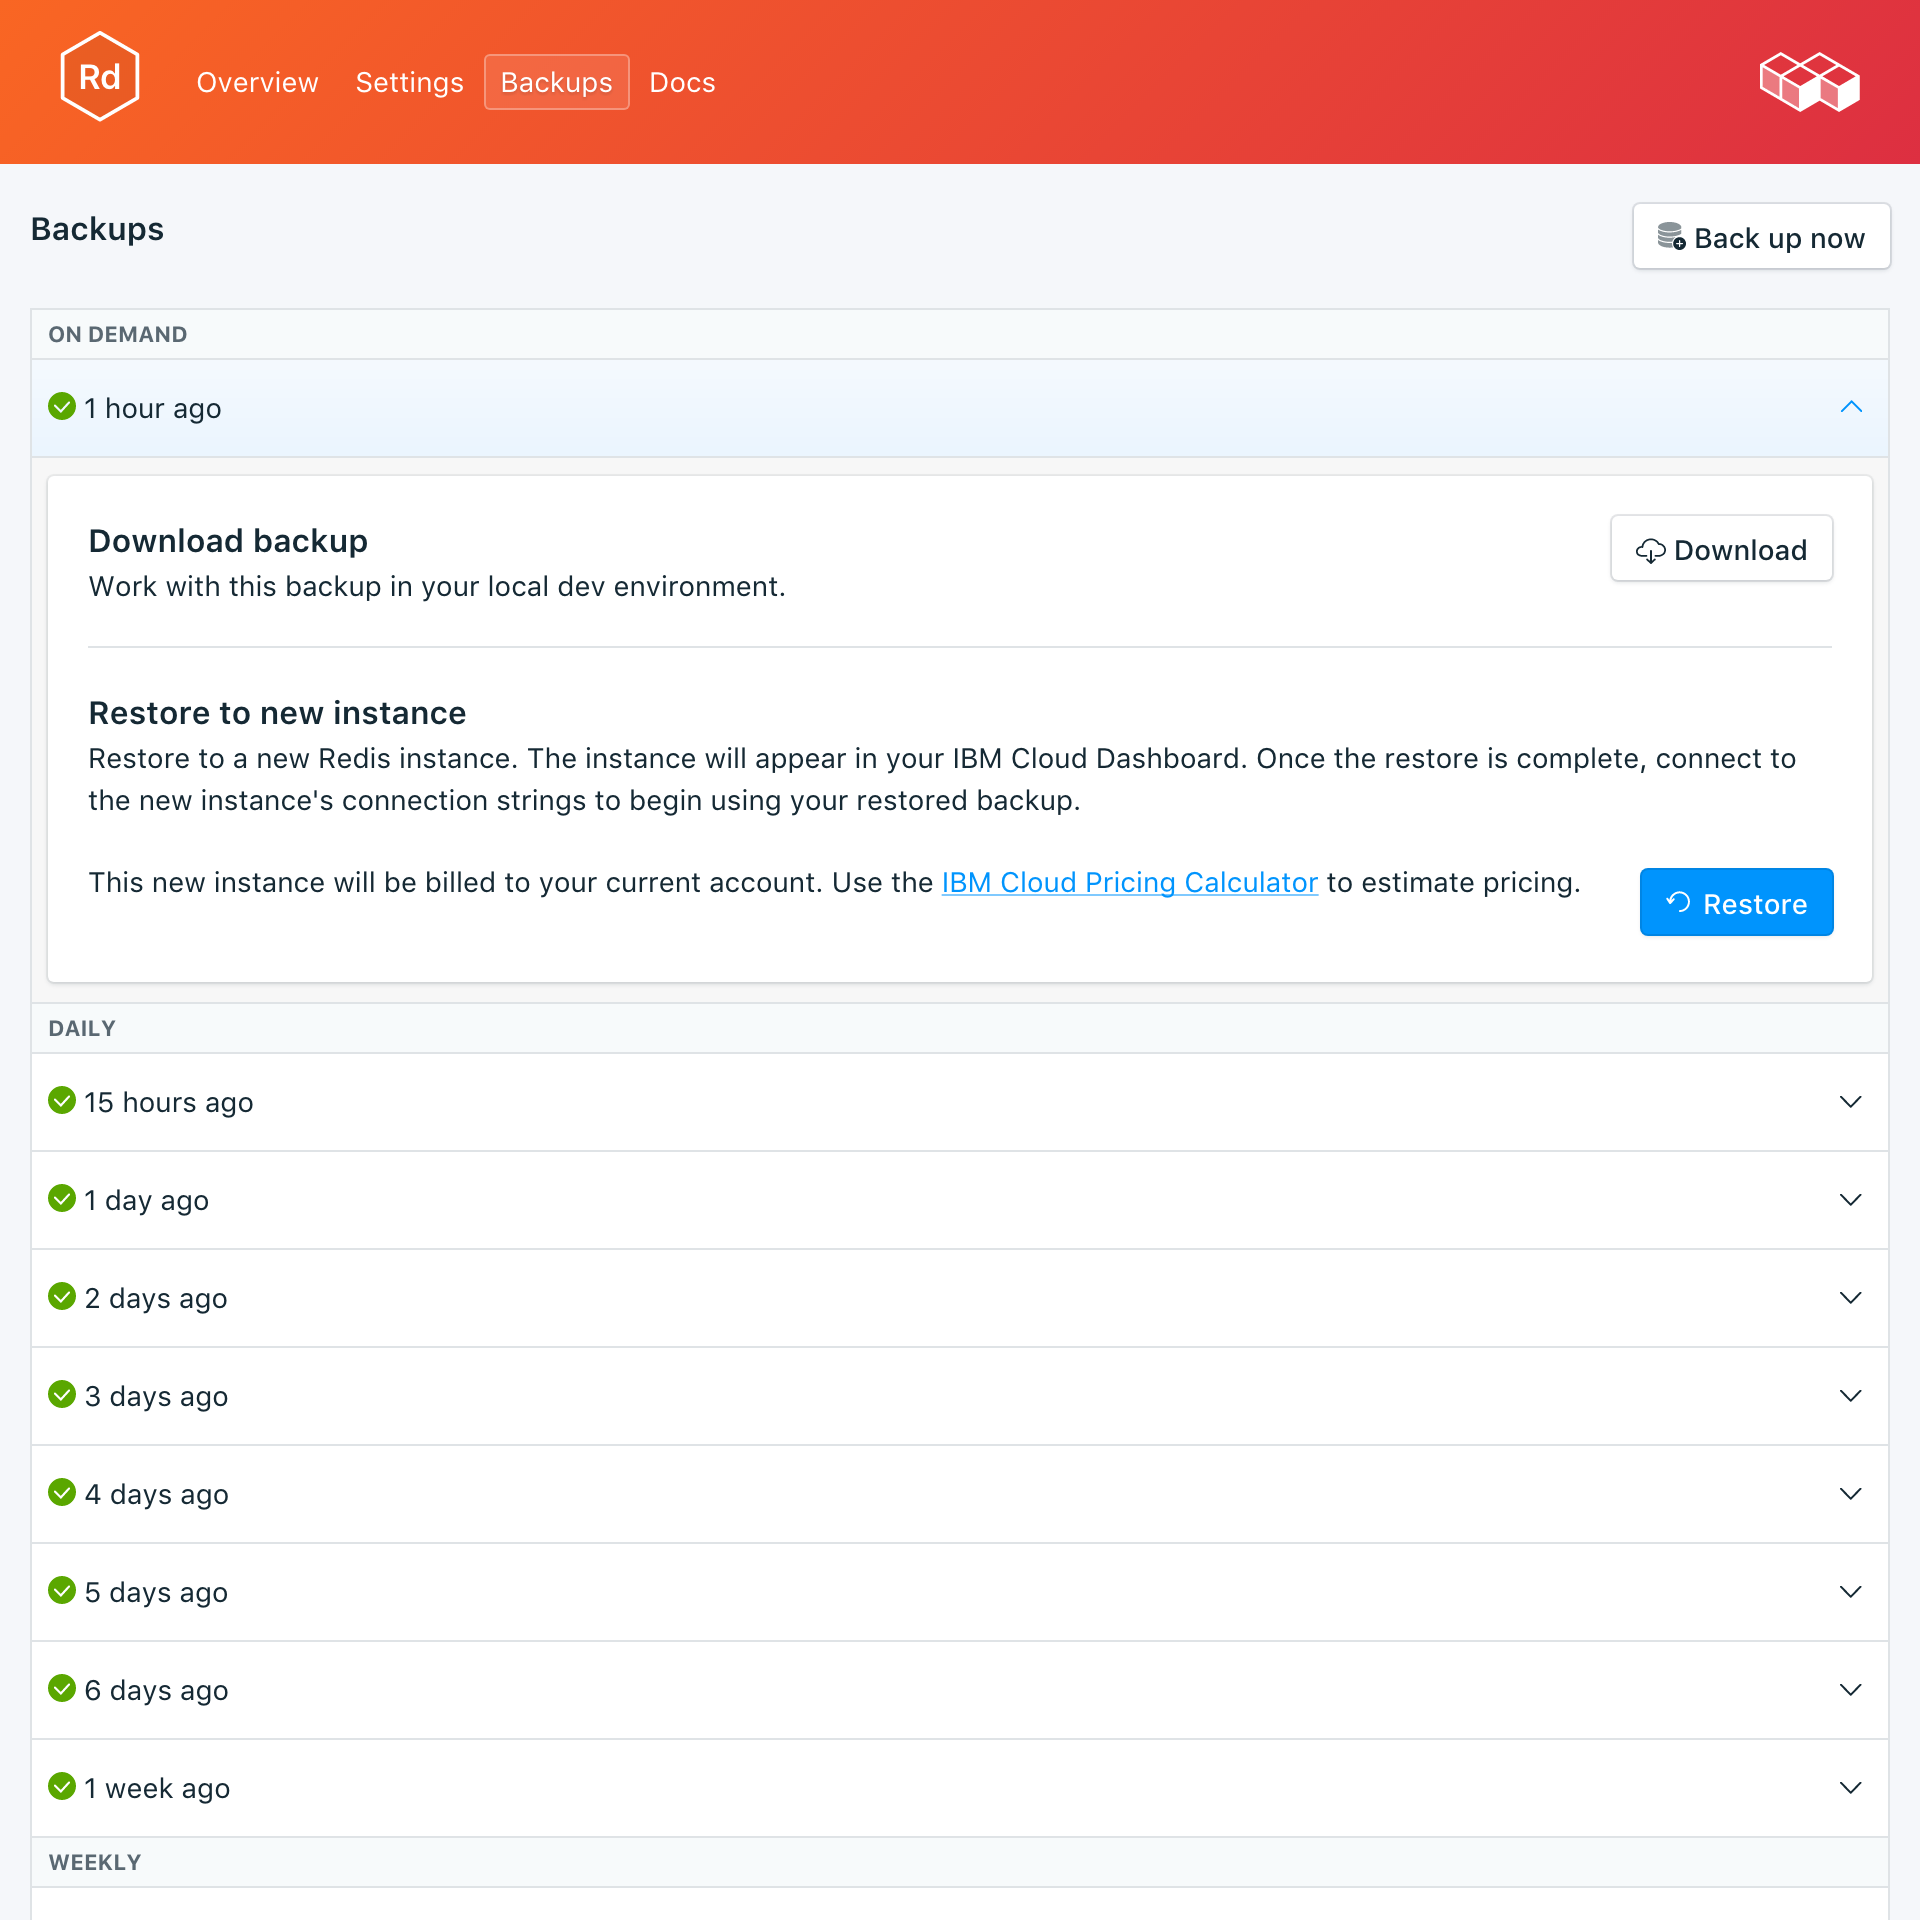 Rd
Overview Settings Backups Docs
Backups
Back up now
ON DEMAND
1 hour ago
Download backup
Download
Work with this backup in your local dev environment.
Restore to new instance
Restore to a new Redis instance. The instance will appear in your IBM Cloud Dashboard. Once the restore is complete, connect to
the new instance's connection strings to begin using your restored backup.
This new instance will be billed to your current account. Use the IBM Cloud Pricing Calculator to estimate pricing.
Restore
DAILY
15 hours ago
1 day ago
2 days ago
3 days ago
4 days ago
5 days ago
6 days ago
1 week ago
WEEKLY